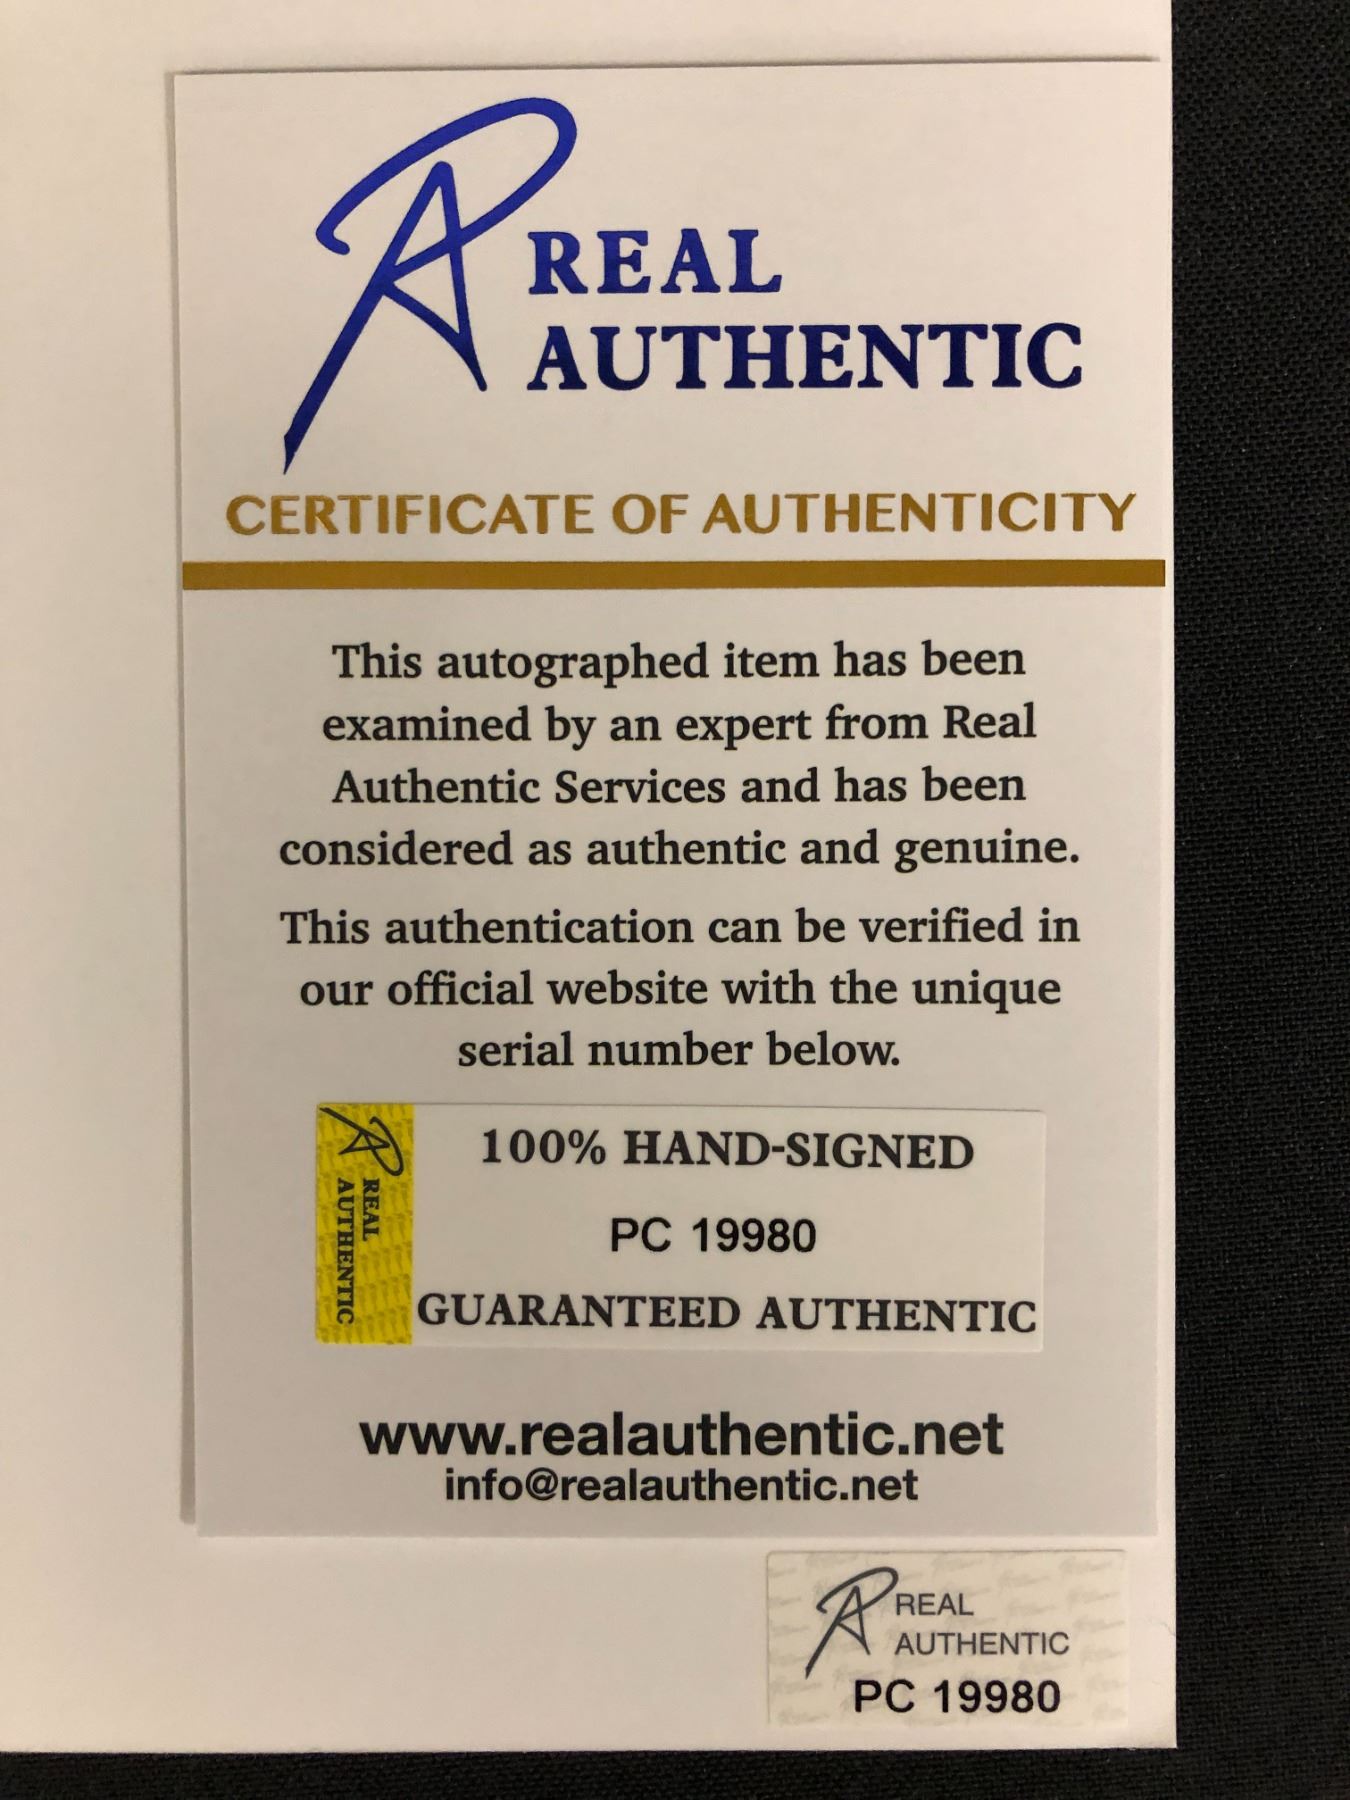 REAL
AUTHENTIC
CERTIFICATE OF AUTHENTICITY
This autographed item has been
examined by an expert from Real
Authentic Services and has been
considered as authentic and genuine.
This authentication can be verified in
our official website with the unique
serial number below.
REAL
AUTHENTIC
100% HAND-SIGNED
PC 19980
GUARANTEED AUTHENTIC
www.realauthentic.net
info@realauthentic.net
REAL
AUTHENTIC
PC 19980